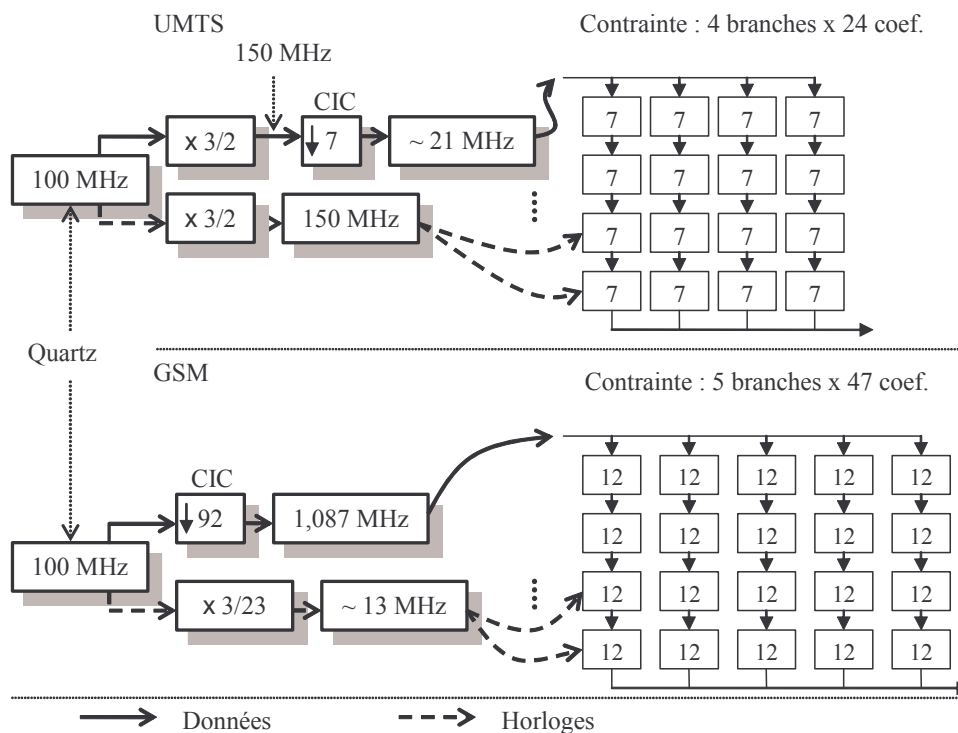 UMTS
Contrainte : 4 branches x 24 coef.
150 MHz
CIC
x 3/2
7
~ 21 MHz
7 7 7 7
7 7 7 7
100 MHz
x 3/2
150 MHz
7 7 7 7
7 7 7 7
Quartz
GSM
Contrainte : 5 branches x 47 coef.
CIC
92
1,087 MHz
12 12 12 12 12
12 12 12 12 12
100 MHz
x 3/23
~ 13 MHz
12 12 12 12 12
12 12 12 12 12
Données
Horloges